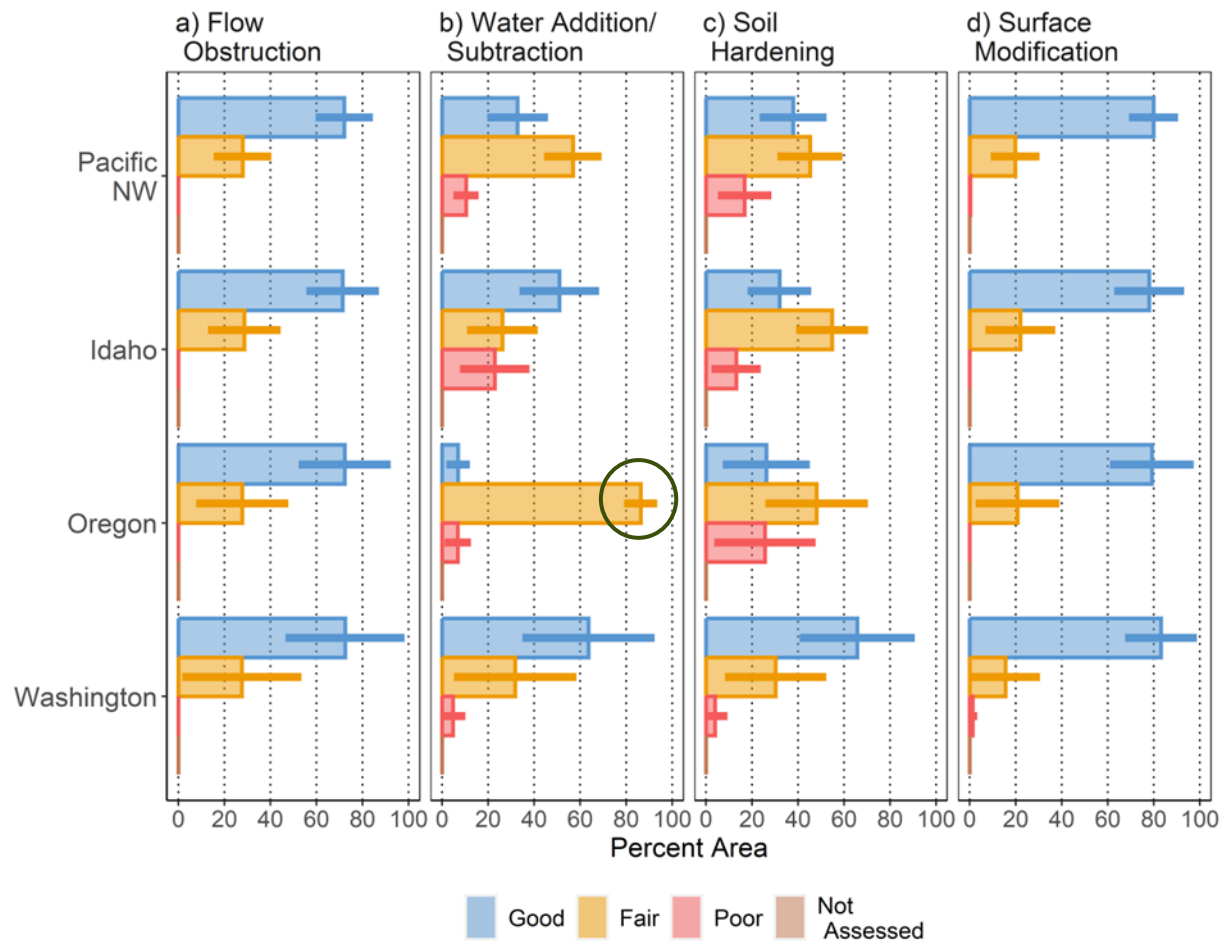 a) Flow
Obstruction
b) Water Addition/
Subtraction
c) Soil
Hardening
d) Surface
Modification
Pacific
NW
Idaho
Oregon
Washington
0 20 40 60 80 100
0 20 40 60 80 100
0 20 40 60 80 100
0 20 40 60 80 100
Percent Area
Good
Fair
Poor
Not
Assessed